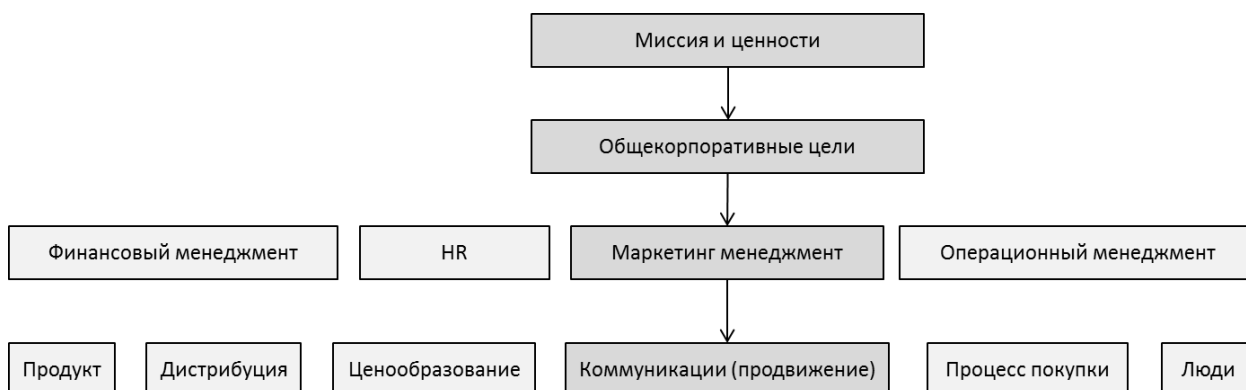 Миссия и ценности
Общекорпоративные цели
Финансовый менеджмент
HR
Маркетинг менеджмент
Операционный менеджмент
Продукт
Дистрибуция
Ценообразование
Коммуникации (продвижение)
Процесс покупки
Люди